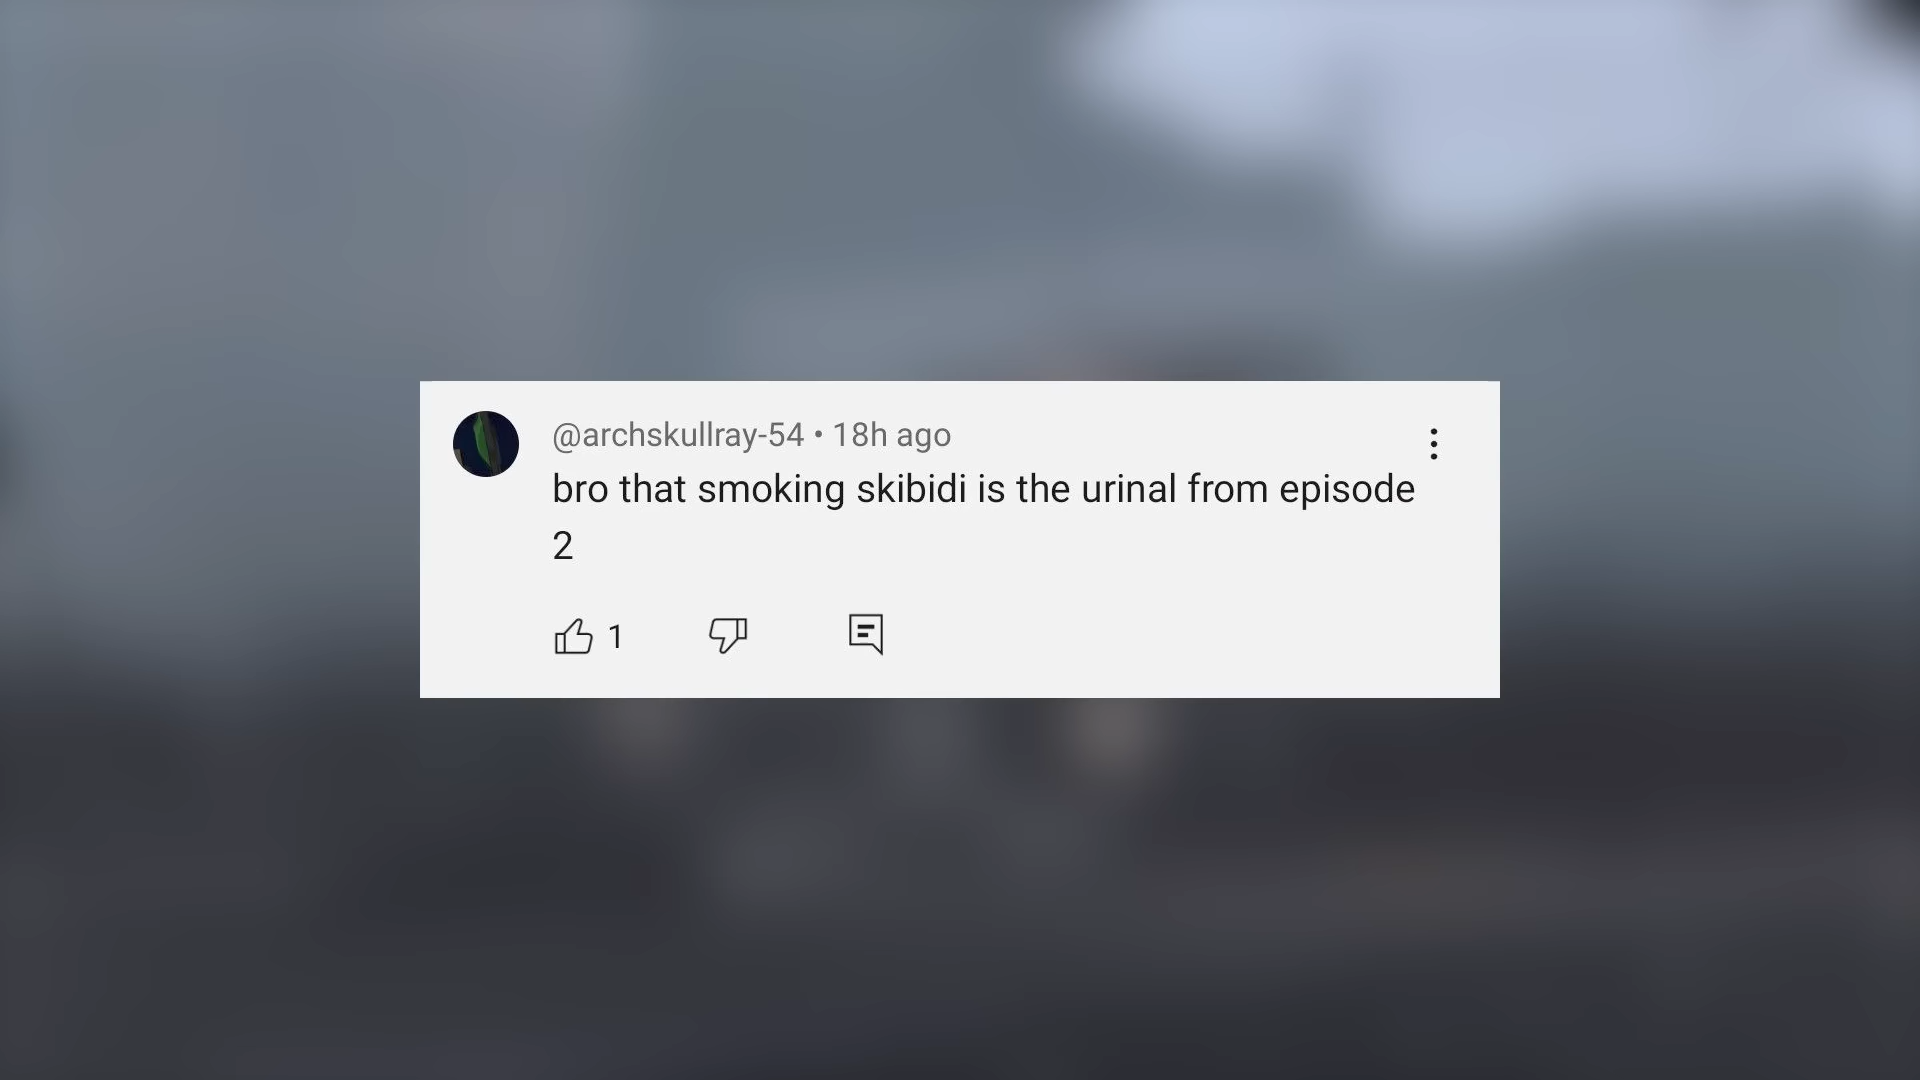 @archskullray-54 • 18h ago
bro that smoking skibidi is the urinal from episode
2
1